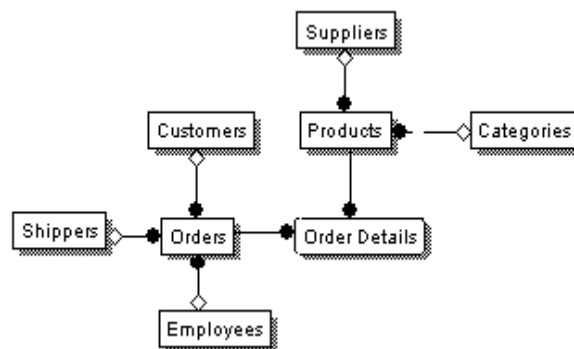 Suppliers
Customers
Products
Categories
Shippers
Orders
Order Details
Employees